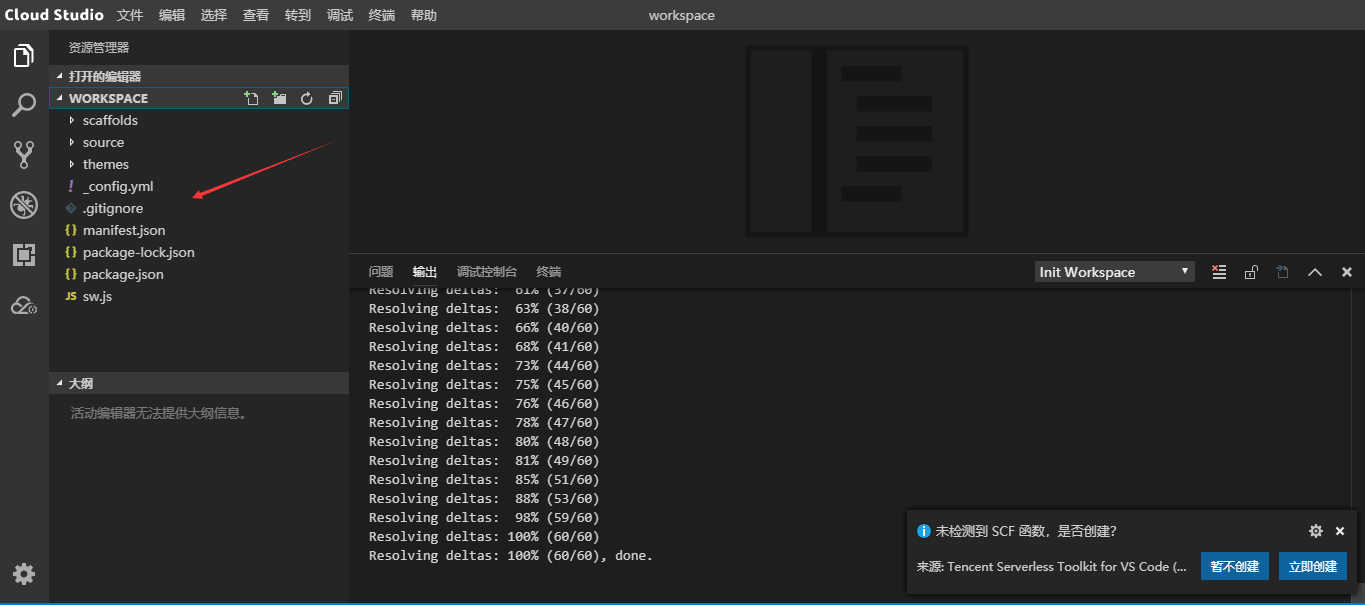 Cloud Studio 文件 编辑 选择 查看 转到 调试 终端 帮助 workspace
资源管理器
打开的编辑器
WORKSPACE
scaffolds
source
themes
! _config.yml
.gitignore
{} manifest.json
{} package-lock.json
{} package.json
JS sw.js
大纲
活动编辑器无法提供大纲信息。
问题 输出 调试控制台 终端 Init Workspace
Resolving deltas: 61% (37/60)
Resolving deltas: 63% (38/60)
Resolving deltas: 66% (40/60)
Resolving deltas: 68% (41/60)
Resolving deltas: 73% (44/60)
Resolving deltas: 75% (45/60)
Resolving deltas: 76% (46/60)
Resolving deltas: 78% (47/60)
Resolving deltas: 80% (48/60)
Resolving deltas: 81% (49/60)
Resolving deltas: 85% (51/60)
Resolving deltas: 88% (53/60)
Resolving deltas: 98% (59/60)
Resolving deltas: 100% (60/60)
Resolving deltas: 100% (60/60), done.
未检测到 SCF 函数，是否创建?
来源: Tencent Serverless Toolkit for VS Code (... 暂不创建 立即创建